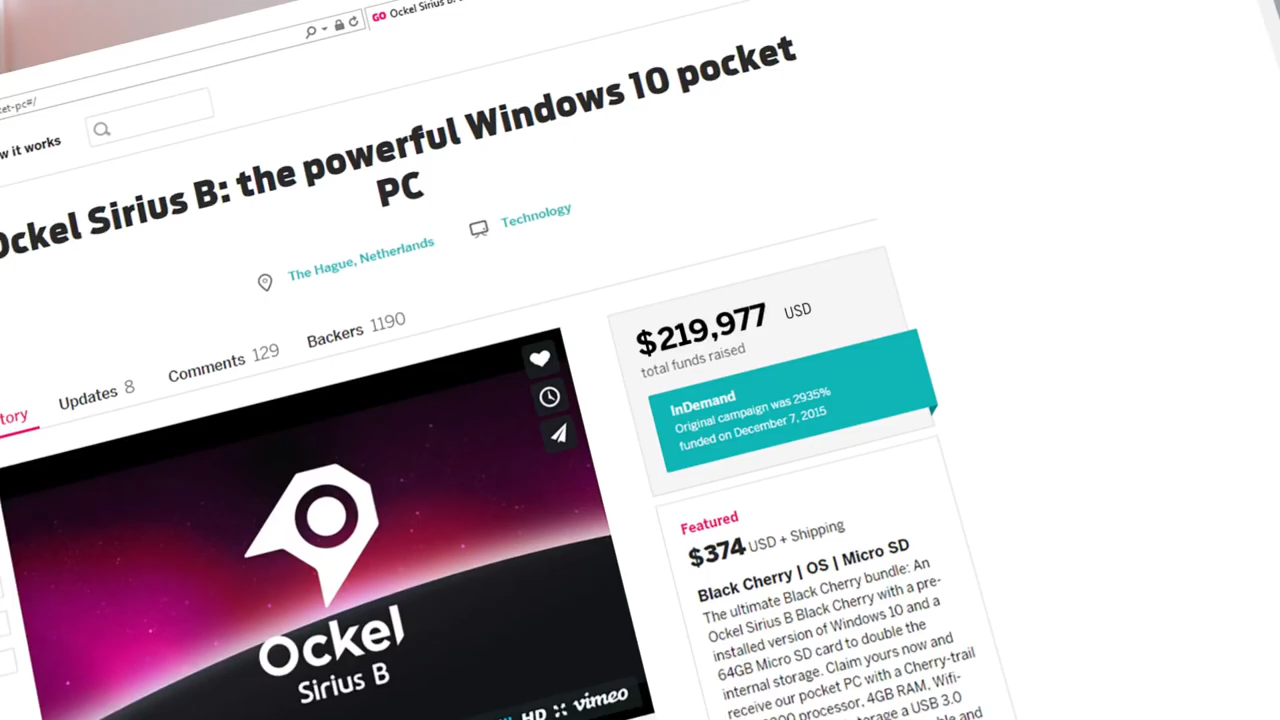 GO Ockel Sirius B:
et-pc#/
w it works
Ockel Sirius B: the powerful Windows 10 pocket
PC
The Hague, Netherlands
Technology
tory
Updates 8
Comments 129
Backers 1190
$219,977 USD
total funds raised
InDemand
Original campaign was 2935%
funded on December 7, 2015
Ockel
Sirius B
HD vimeo
Featured
$374 USD + Shipping
Black Cherry | OS | Micro SD
The ultimate Black Cherry bundle: An
Ockel Sirius B Black Cherry with a pre-
installed version of Windows 10 and a
64GB Micro SD card to double the
internal storage. Claim yours now and
receive our pocket PC with a Cherry-trail
processor, 4GB RAM, Wifi-
a USB 3.0
and